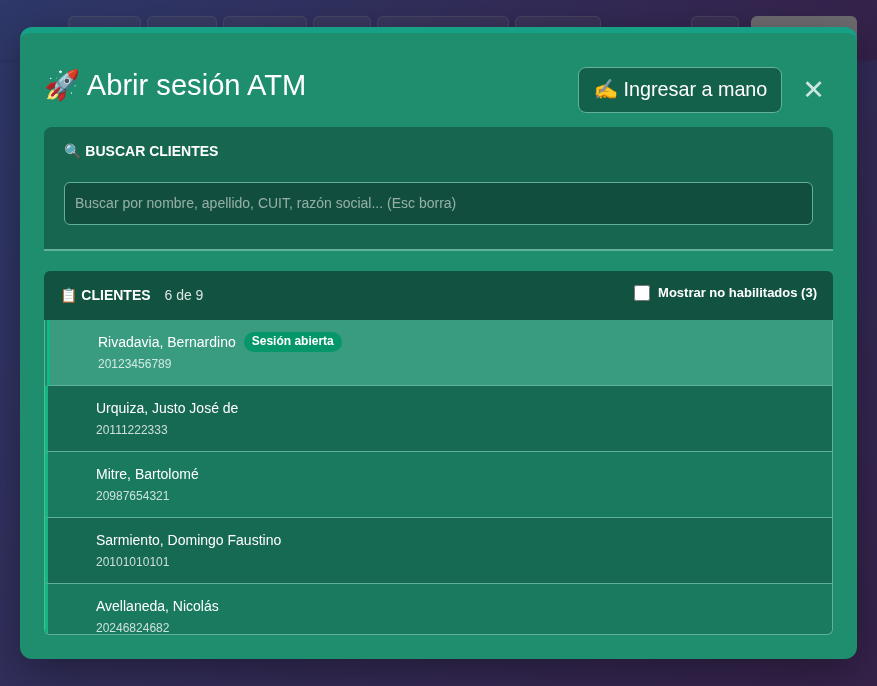 🚀 Abrir sesión ATM
✍️ Ingresar a mano ✕
🔍 BUSCAR CLIENTES
Buscar por nombre, apellido, CUIT, razón social... (Esc borra)
📋 CLIENTES 6 de 9
Mostrar no habilitados (3)
Rivadavia, Bernardino Sesión abierta
20123456789
Urquiza, Justo José de
20111222333
Mitre, Bartolomé
20987654321
Sarmiento, Domingo Faustino
20101010101
Avellaneda, Nicolás
20246824682